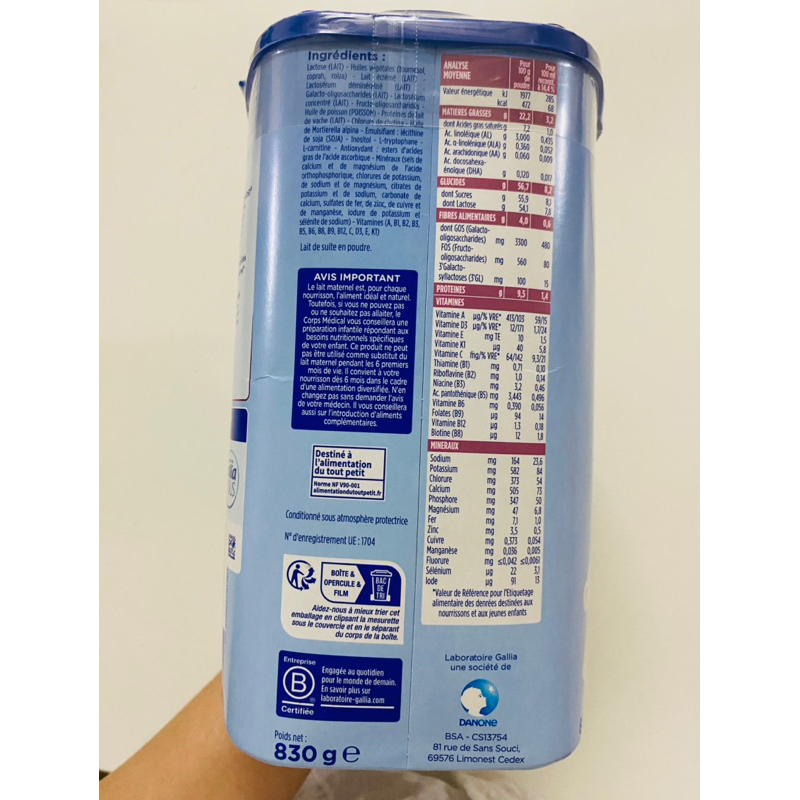 Ingrédients :
Lactose (LAIT) - Huiles végétales (tournesol,
coprah, colza) - Lait écrémé (LAIT) -
Lactosérum déminéralisé (LAIT) -
Galacto-oligosaccharides (LAIT) - Lactosérum
concentré (LAIT) - Fructo-oligosaccharides -
Huile de poisson (POISSON) - Protéines de lait
de vache (LAIT) - Chlorure de choline - Huile
de Mortierella alpina - Émulsifiant : lécithine
de soja (SOJA) - Inositol - L-tryptophane -
L-carnitine - Antioxydant : esters d'acides
gras de l'acide ascorbique - Minéraux (sels de
calcium et de magnésium de l'acide
orthophosphorique, chlorures de potassium,
de sodium et de magnésium, citrates de
potassium et de sodium, carbonate de
calcium, sulfates de fer, de zinc, de cuivre et
de manganèse, iodure de potassium et
sélénite de sodium) - Vitamines (A, B1, B2, B3,
B5, B6, B8, B9, B12, C, D3, E, K1)
Lait de suite en poudre.
AVIS IMPORTANT
Le lait maternel est, pour chaque
nourrisson, l'aliment idéal et naturel.
Toutefois, si vous ne pouvez pas
ou ne souhaitez pas allaiter, le
Corps Médical vous conseillera une
préparation infantile répondant aux
besoins nutritionnels spécifiques
de votre enfant. Ce produit ne peut
pas être utilisé comme substitut du
lait maternel pendant les 6 premiers
mois de vie. Il convient à votre
nourrisson dès 6 mois dans le cadre
d'une alimentation diversifiée. N'en
changez pas sans demander l'avis
de votre médecin. Il vous conseillera
aussi sur l'introduction d'aliments
complémentaires.
Destiné à
l'alimentation
du tout petit
Norme NF V90-001
alimentationdutoutpetit.fr
Conditionné sous atmosphère protectrice
N° d'enregistrement UE : 1704
BOÎTE &
OPERCULE &
FILM
BAC
DE
TRI
Aidez-nous à mieux trier cet
emballage en clipsant la mesurette
sous le couvercle et en le séparant
du corps de la boîte.
Entreprise
B
Certifiée
Engagée au quotidien
pour le monde de demain.
En savoir plus sur
laboratoire-gallia.com
Poids net :
830 g e
ANALYSE MOYENNE Pour 100 g de poudre Pour 100 ml reconst. à 14,4 %
Valeur énergétique kJ 1977 285
kcal 472 68
MATIERES GRASSES g 22,2 3,2
dont Acides gras saturés g 7,2 1,0
Ac. linoléique (AL) g 3,000 0,435
Ac. α-linolénique (ALA) g 0,360 0,052
Ac. arachidonique (AA) g 0,060 0,009
Ac. docosahexa-
énoïque (DHA) g 0,120 0,017
GLUCIDES g 56,7 8,2
dont Sucres g 55,9 8,1
dont Lactose g 54,1 7,8
FIBRES ALIMENTAIRES g 4,0 0,6
dont GOS (Galacto-
oligosaccharides) mg 3300 480
FOS (Fructo-
oligosaccharides) mg 560 80
3'Galacto-
syllactoses (3'GL) mg 100 15
PROTEINES g 9,5 1,4
VITAMINES
Vitamine A µg/% VRE* 413/103 59/15
Vitamine D3 µg/% VRE* 12/171 1,7/24
Vitamine E mg TE 10 1,5
Vitamine K1 µg 40 5,8
Vitamine C mg/% VRE* 64/142 9,3/21
Thiamine (B1) mg 0,71 0,10
Riboflavine (B2) mg 1,0 0,14
Niacine (B3) mg 3,2 0,46
Ac. pantothénique (B5) mg 3,443 0,496
Vitamine B6 mg 0,390 0,056
Folates (B9) µg 94 14
Vitamine B12 µg 1,3 0,18
Biotine (B8) µg 12 1,8
MINERAUX
Sodium mg 164 23,6
Potassium mg 582 84
Chlorure mg 373 54
Calcium mg 505 73
Phosphore mg 347 50
Magnésium mg 47 6,8
Fer mg 7,1 1,0
Zinc mg 3,5 0,5
Cuivre mg 0,373 0,054
Manganèse mg 0,036 0,005
Fluorure mg ≤0,042 ≤0,0061
Sélénium µg 22 3,1
Iode µg 91 13
*Valeur de Référence pour l'Etiquetage
alimentaire des denrées destinées aux
nourrissons et aux jeunes enfants
Laboratoire Gallia
une société de
DANONE
BSA - CS13754
81 rue de Sans Souci,
69576 Limonest Cedex